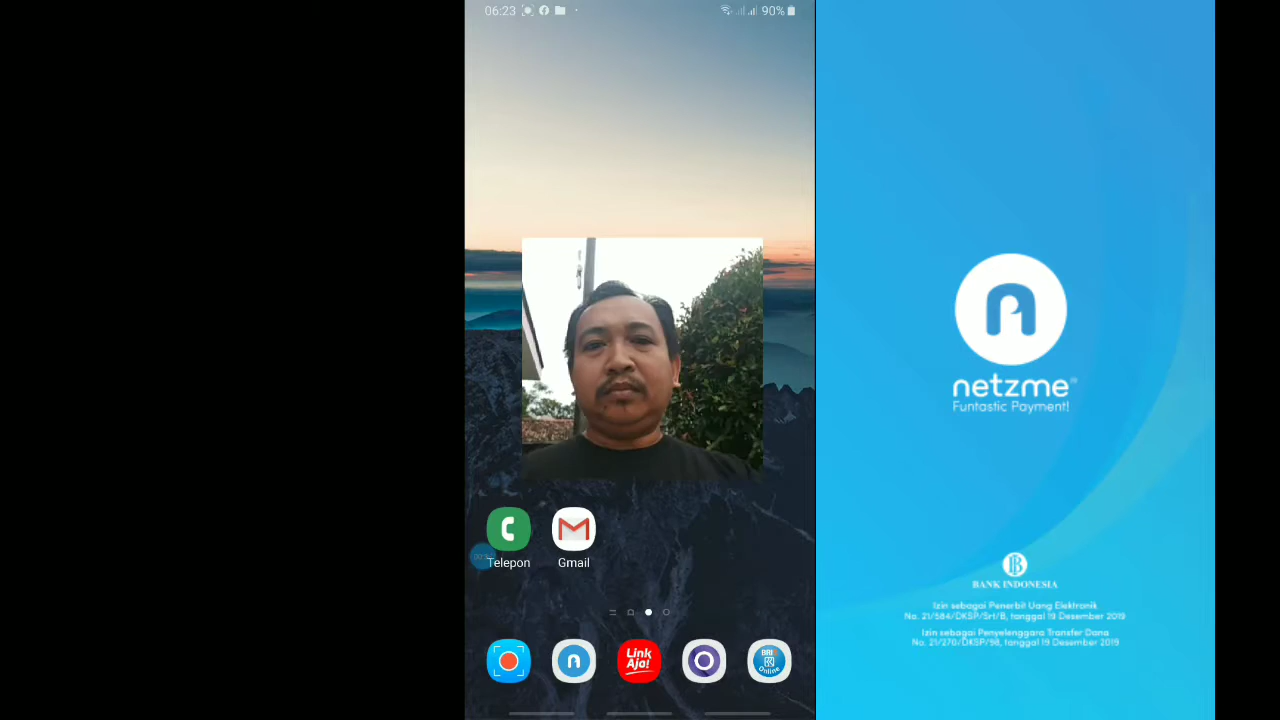 06:23
90%
Telepon
Gmail
Link
Aja!
BRI
Online
netzme
Funtastic Payment!
BANK INDONESIA
Izin sebagai Penerbit Uang Elektronik
No. 21/584/DKSP/Srt/B, tanggal 19 Desember 2019
Izin sebagai Penyelenggara Transfer Dana
No. 21/270/DKSP/98, tanggal 19 Desember 2019